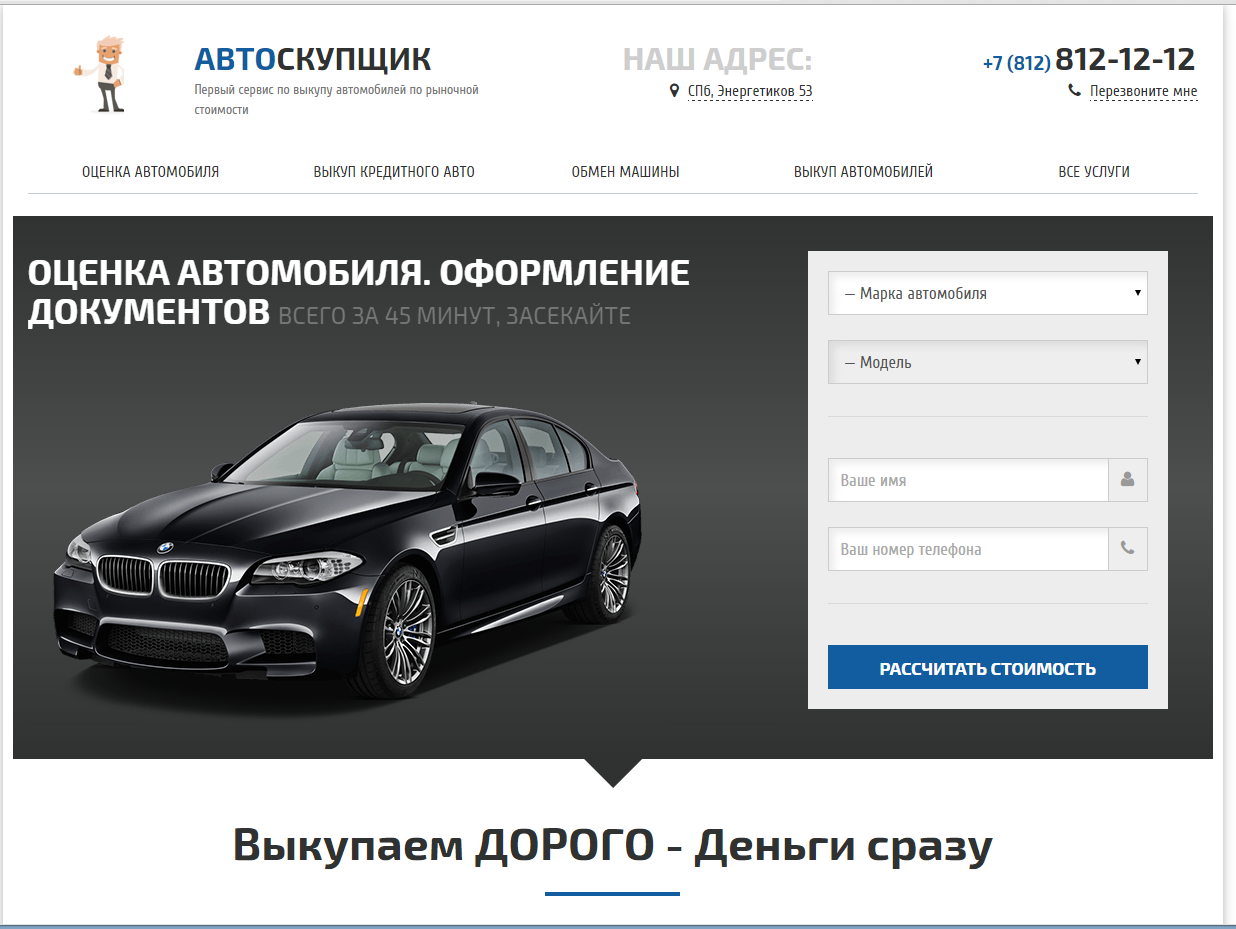 АВТОСКУПЩИК
Первый сервис по выкупу автомобилей по рыночной
стоимости
НАШ АДРЕС:
СПб, Энергетиков 53
+7 (812) 812-12-12
Перезвоните мне
ОЦЕНКА АВТОМОБИЛЯ
ВЫКУП КРЕДИТНОГО АВТО
ОБМЕН МАШИНЫ
ВЫКУП АВТОМОБИЛЕЙ
ВСЕ УСЛУГИ
ОЦЕНКА АВТОМОБИЛЯ. ОФОРМЛЕНИЕ
ДОКУМЕНТОВ ВСЕГО ЗА 45 МИНУТ, ЗАСЕКАЙТЕ
— Марка автомобиля
— Модель
Ваше имя
Ваш номер телефона
РАССЧИТАТЬ СТОИМОСТЬ
Выкупаем ДОРОГО - Деньги сразу